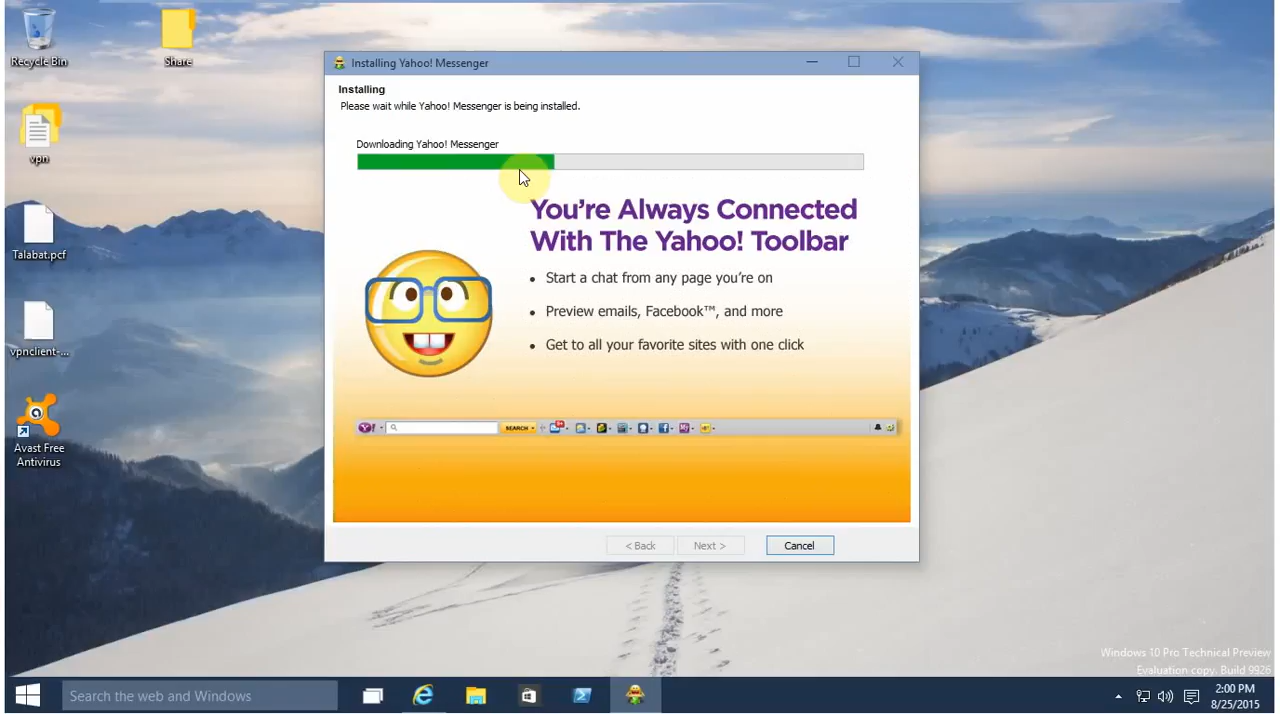 Recycle Bin
Share
vpn
Talabat.pcf
vpnclient-...
Avast Free
Antivirus
Installing Yahoo! Messenger
Installing
Please wait while Yahoo! Messenger is being installed.
Downloading Yahoo! Messenger
You're Always Connected
With The Yahoo! Toolbar
• Start a chat from any page you're on
• Preview emails, Facebook™, and more
• Get to all your favorite sites with one click
Y!
SEARCH
< Back
Next >
Cancel
Windows 10 Pro Technical Preview
Evaluation copy. Build 9926
Search the web and Windows
2:00 PM
8/25/2015